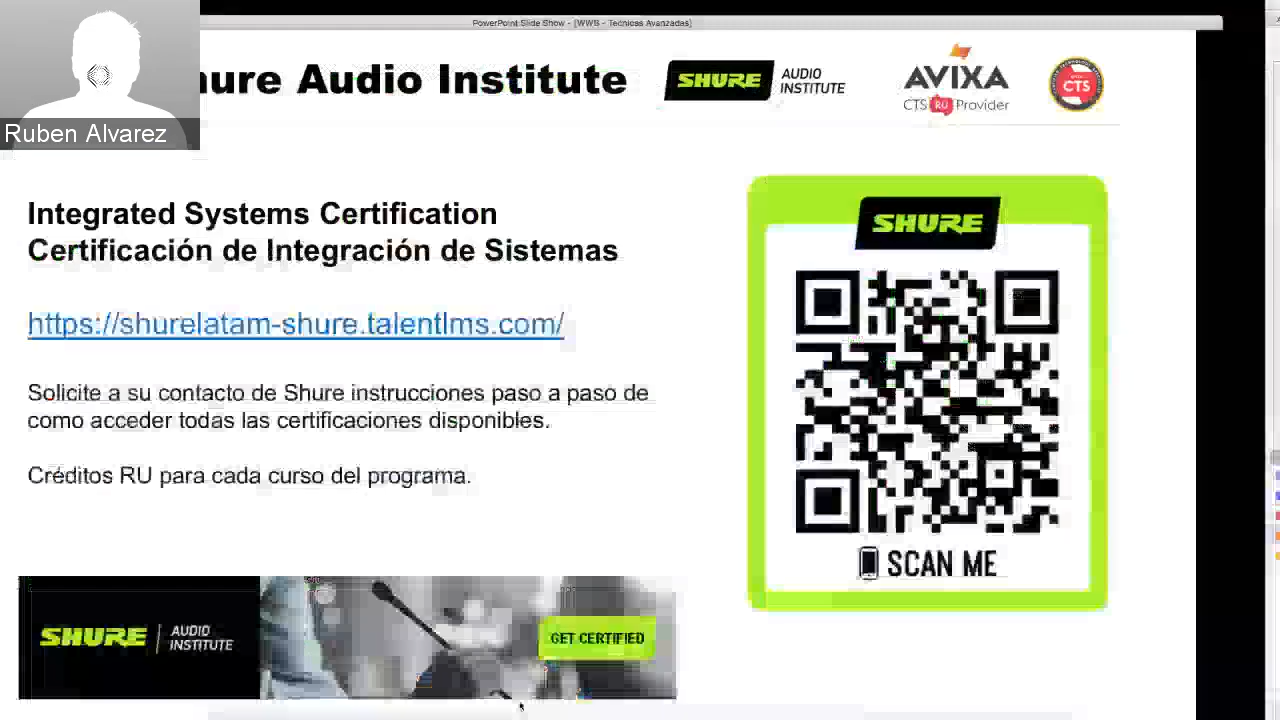 PowerPoint Slide Show - [WWB - Tecnicas Avanzadas]
hure Audio Institute
SHURE AUDIO INSTITUTE
AVIXA
CTS RU Provider
CTS
Ruben Alvarez
Integrated Systems Certification
Certificación de Integración de Sistemas
https://shurelatam-shure.talentlms.com/
Solicite a su contacto de Shure instrucciones paso a paso de
como acceder todas las certificaciones disponibles.
Créditos RU para cada curso del programa.
SHURE
SCAN ME
SHURE AUDIO INSTITUTE
GET CERTIFIED